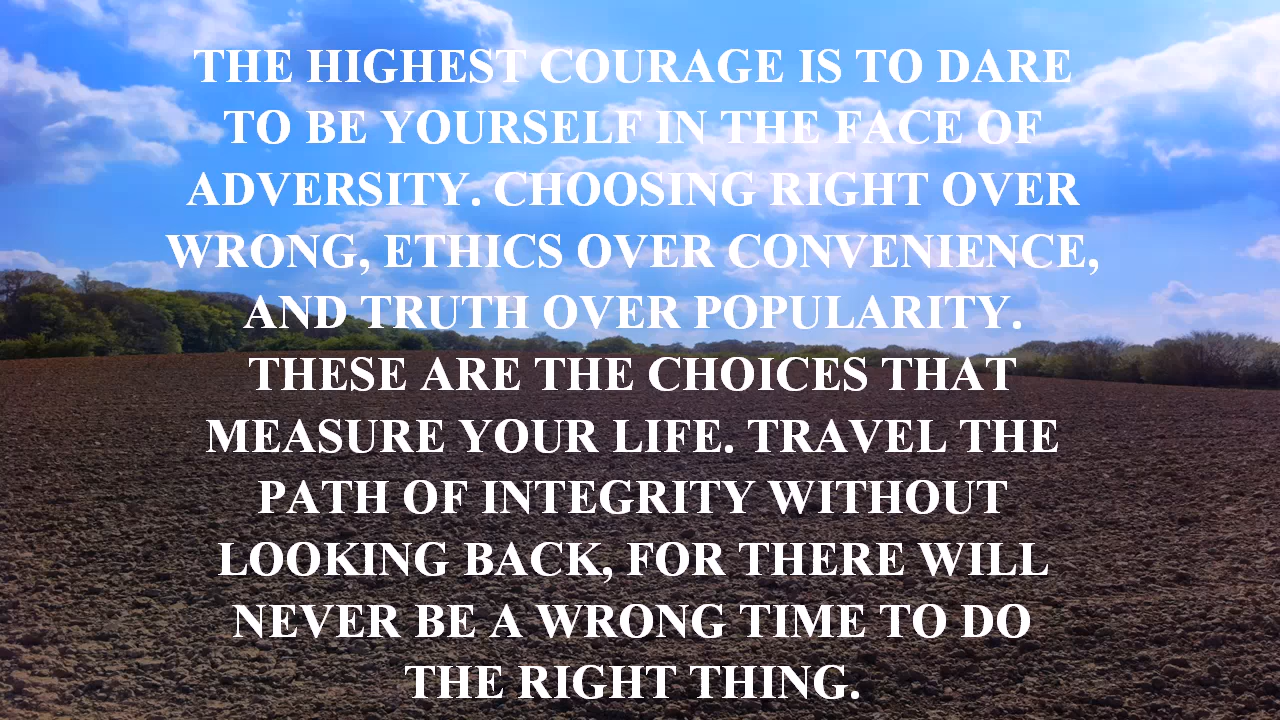 THE HIGHEST COURAGE IS TO DARE
TO BE YOURSELF IN THE FACE OF
ADVERSITY. CHOOSING RIGHT OVER
WRONG, ETHICS OVER CONVENIENCE,
AND TRUTH OVER POPULARITY.
THESE ARE THE CHOICES THAT
MEASURE YOUR LIFE. TRAVEL THE
PATH OF INTEGRITY WITHOUT
LOOKING BACK, FOR THERE WILL
NEVER BE A WRONG TIME TO DO
THE RIGHT THING.